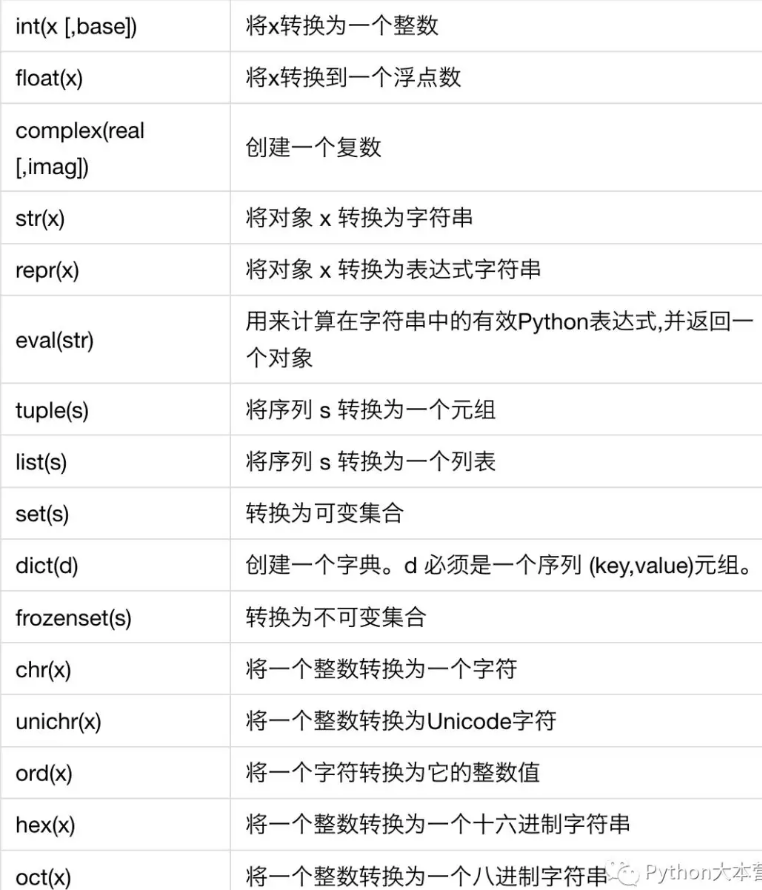 int(x [,base])
将x转换为一个整数
float(x)
将x转换到一个浮点数
complex(real
[,imag])
创建一个复数
str(x)
将对象 x 转换为字符串
repr(x)
将对象 x 转换为表达式字符串
eval(str)
用来计算在字符串中的有效Python表达式,并返回一
个对象
tuple(s)
将序列 s 转换为一个元组
list(s)
将序列 s 转换为一个列表
set(s)
转换为可变集合
dict(d)
创建一个字典。d 必须是一个序列 (key,value)元组。
frozenset(s)
转换为不可变集合
chr(x)
将一个整数转换为一个字符
unichr(x)
将一个整数转换为Unicode字符
ord(x)
将一个字符转换为它的整数值
hex(x)
将一个整数转换为一个十六进制字符串
oct(x)
将一个整数转换为一个八进制字符串
Python大本营